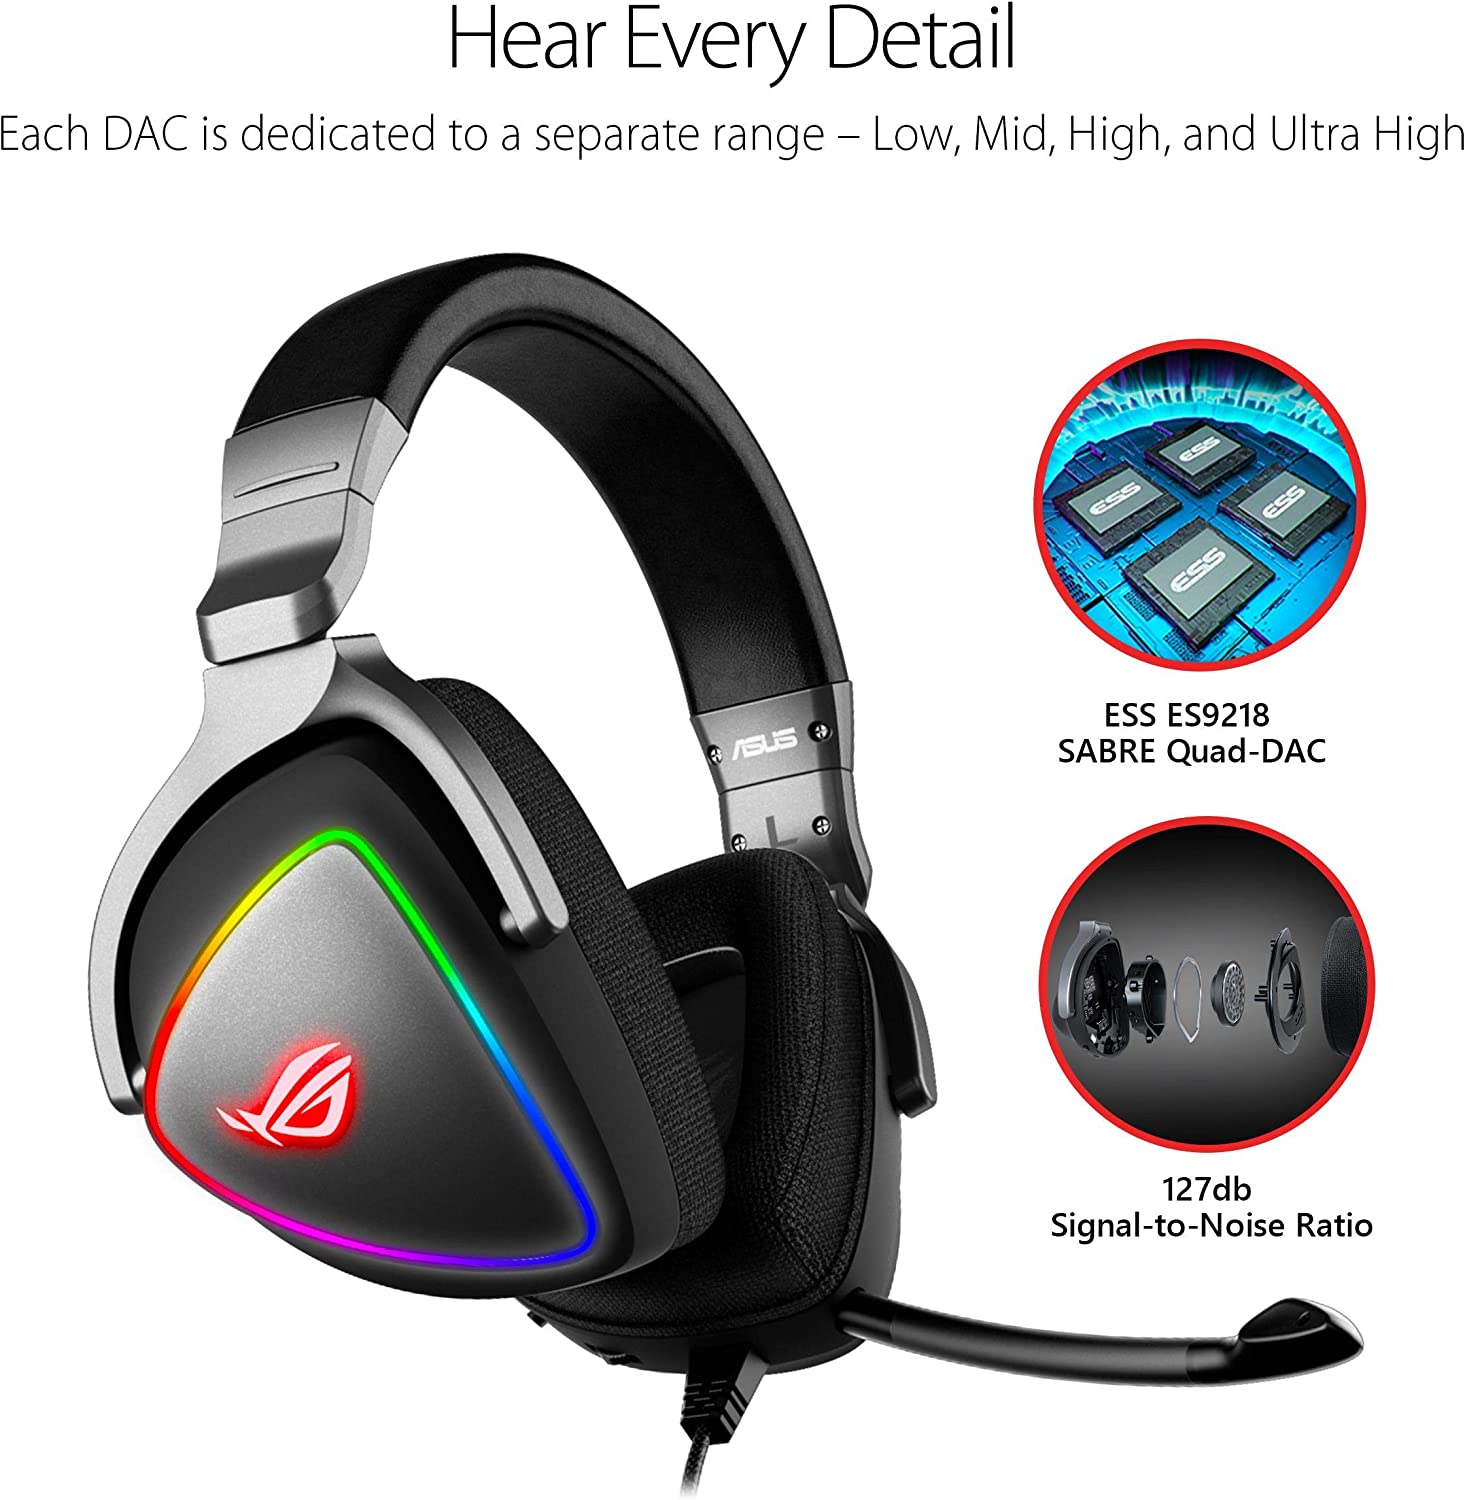 Hear Every Detail
Each DAC is dedicated to a separate range – Low, Mid, High, and Ultra High
ESS
ESS
ESS
ESS
ESS ES9218
SABRE Quad-DAC
ASUS
L
127db
Signal-to-Noise Ratio